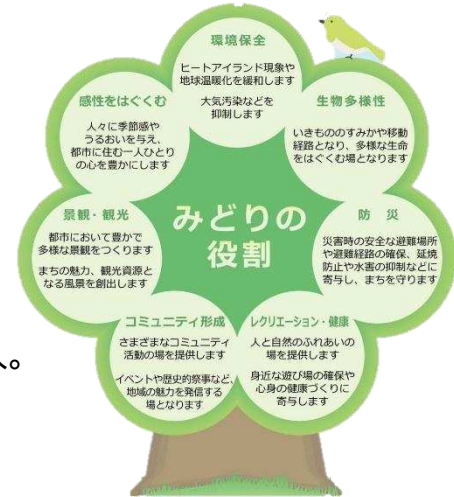 環境保全
ヒートアイランド現象や
地球温暖化を緩和します
大気汚染などを
抑制します
生物多様性
いきもののすみかや移動
経路となり、多様な生命
をはぐくむ場となります
防 災
災害時の安全な避難場所
や避難経路の確保、延焼
防止や水害の抑制などに
寄与し、まちを守ります
レクリエーション・健康
人と自然のふれあいの
場を提供します
身近な遊び場の確保や
心身の健康づくりに
寄与します
コミュニティ形成
さまざまなコミュニティ
活動の場を提供します
イベントや歴史的祭事など、
地域の魅力を発信する
場となります
景観・観光
都市において豊かで
多様な景観をつくります
まちの魅力、観光資源と
なる風景を創出します
感性をはぐくむ
人々に季節感や
うるおいを与え、
都市に住む一人ひとり
の心を豊かにします
みどりの
役割
。